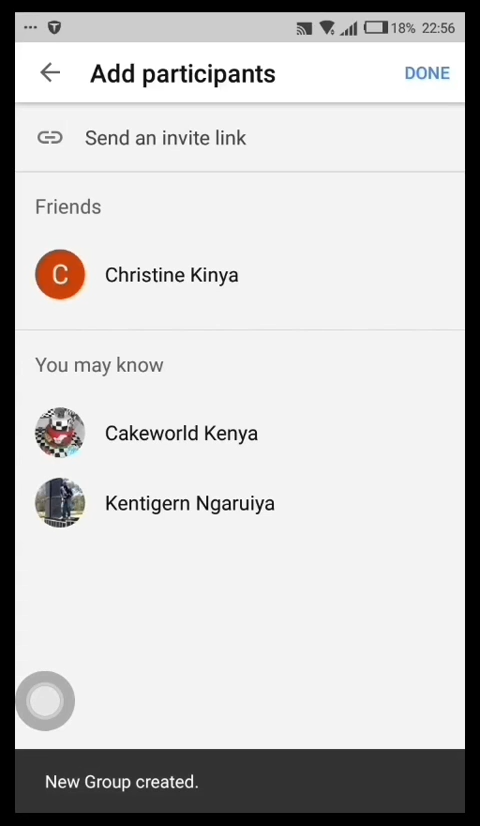 18% 22:56
Add participants
DONE
Send an invite link
Friends
C
Christine Kinya
You may know
Cakeworld Kenya
Kentigern Ngaruiya
New Group created.